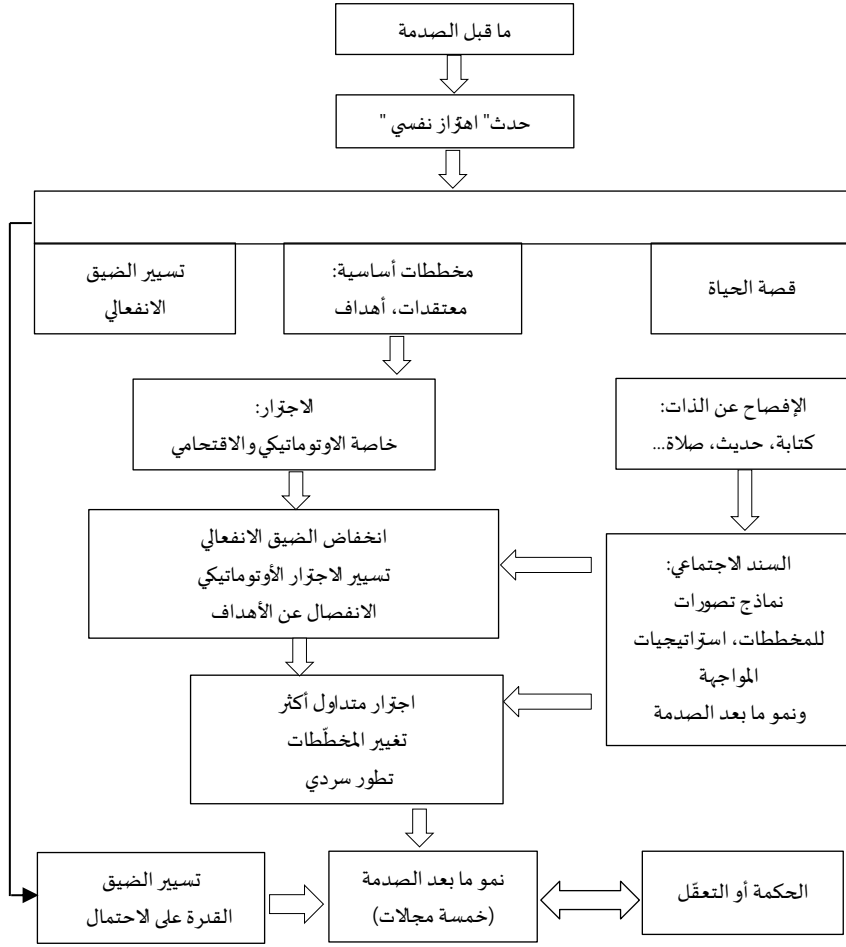 ما قبل الصدمة
حدث" اهتزاز نفسي "
قصة الحياة
مخططات أساسية:
معتقدات، أهداف
تسيير الضيق
الانفعالي
الإفصاح عن الذات:
كتابة، حديث، صلاة...
الاجترار:
خاصة الاوتوماتيكي والاقتحامي
السند الاجتماعي:
نماذج تصورات
للمخططات، استراتيجيات
المواجهة
ونمو ما بعد الصدمة
انخفاض الضيق الانفعالي
تسيير الاجترار الأوتوماتيكي
الانفصال عن الأهداف
اجترار متداول أكثر
تغيير المخطّطات
تطور سردي
الحكمة أو التعقّل
نمو ما بعد الصدمة
(خمسة مجالات)
تسيير الضيق
القدرة على الاحتمال